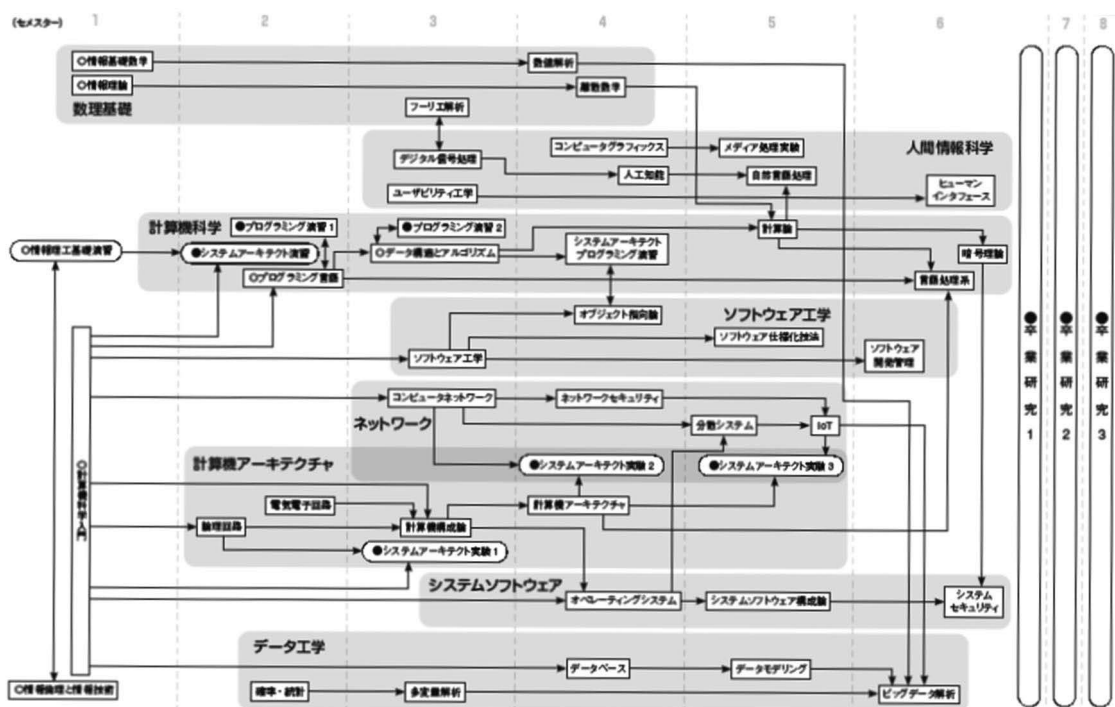 (セメスター) 1 2 3 4 5 6 7 8
○情報基礎数学
数値解析
○情報理論
離散数学
数理基礎
フーリエ解析
デジタル信号処理
コンピュータグラフィックス
メディア処理実験
人間情報科学
人工知能
自然言語処理
ユーザビリティ工学
ヒューマン
インタフェース
計算機科学
●プログラミング演習1
●プログラミング演習2
計算論
○情報理工基礎演習
●システムアーキテクト演習
○データ構造とアルゴリズム
システムアーキテクト
プログラミング演習
暗号理論
○プログラミング言語
言語処理系
ソフトウェア工学
オブジェクト指向論
ソフトウェア仕様化技法
ソフトウェア工学
ソフトウェア
開発管理
コンピュータネットワーク
ネットワークセキュリティ
ネットワーク
分散システム
IoT
計算機アーキテクチャ
●システムアーキテクト実験2
●システムアーキテクト実験3
電気電子回路
計算機アーキテクチャ
論理回路
計算機構成論
●システムアーキテクト実験1
○計算機科学入門
システムソフトウェア
オペレーティングシステム
システムソフトウェア構成論
システム
セキュリティ
データ工学
データベース
データモデリング
○情報倫理と情報技術
確率・統計
多変量解析
ビッグデータ解析
●卒業研究1
●卒業研究2
●卒業研究3